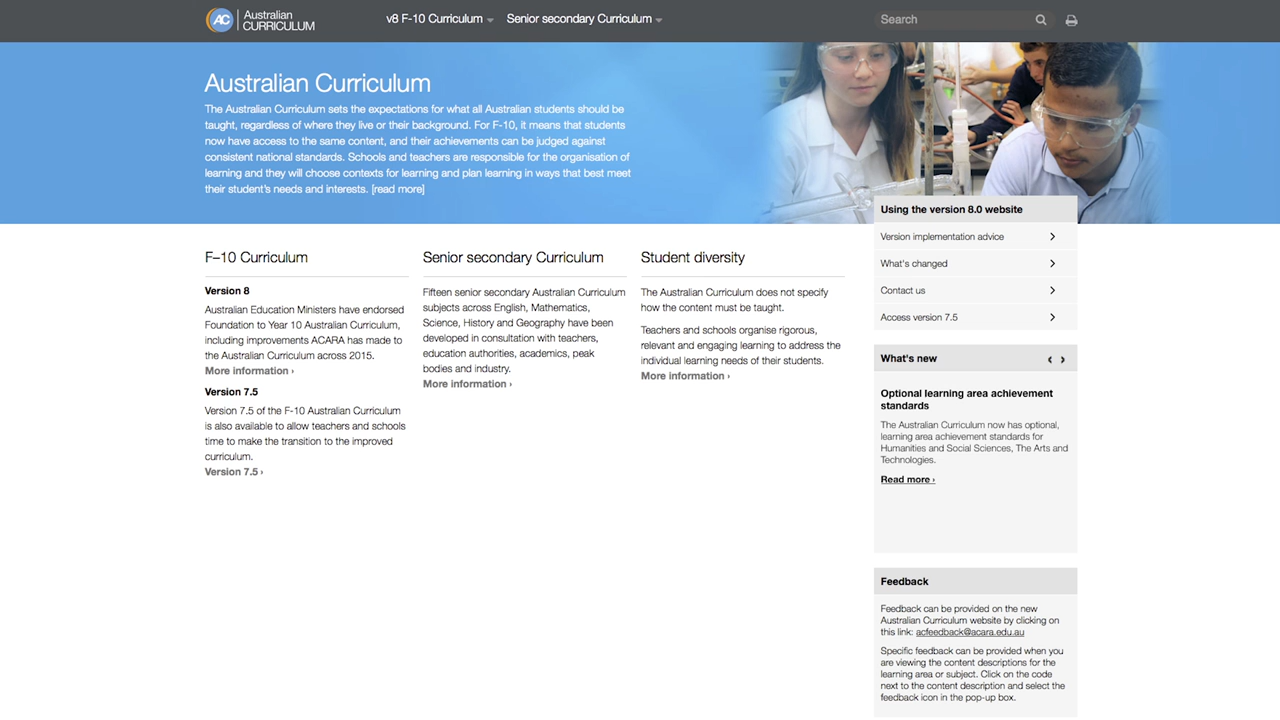 Australian
CURRICULUM
v8 F-10 Curriculum
Senior secondary Curriculum
Search
Australian Curriculum
The Australian Curriculum sets the expectations for what all Australian students should be
taught, regardless of where they live or their background. For F-10, it means that students
now have access to the same content, and their achievements can be judged against
consistent national standards. Schools and teachers are responsible for the organisation of
learning and they will choose contexts for learning and plan learning in ways that best meet
their student's needs and interests. [read more]
F–10 Curriculum
Version 8
Australian Education Ministers have endorsed
Foundation to Year 10 Australian Curriculum,
including improvements ACARA has made to
the Australian Curriculum across 2015.
More information ›
Version 7.5
Version 7.5 of the F-10 Australian Curriculum
is also available to allow teachers and schools
time to make the transition to the improved
curriculum.
Version 7.5 ›
Senior secondary Curriculum
Fifteen senior secondary Australian Curriculum
subjects across English, Mathematics,
Science, History and Geography have been
developed in consultation with teachers,
education authorities, academics, peak
bodies and industry.
More information ›
Student diversity
The Australian Curriculum does not specify
how the content must be taught.
Teachers and schools organise rigorous,
relevant and engaging learning to address the
individual learning needs of their students.
More information ›
Using the version 8.0 website
Version implementation advice
What's changed
Contact us
Access version 7.5
What's new
Optional learning area achievement
standards
The Australian Curriculum now has optional,
learning area achievement standards for
Humanities and Social Sciences, The Arts and
Technologies.
Read more ›
Feedback
Feedback can be provided on the new
Australian Curriculum website by clicking on
this link: acfeedback@acara.edu.au
Specific feedback can be provided when you
are viewing the content descriptions for the
learning area or subject. Click on the code
next to the content description and select the
feedback icon in the pop-up box.